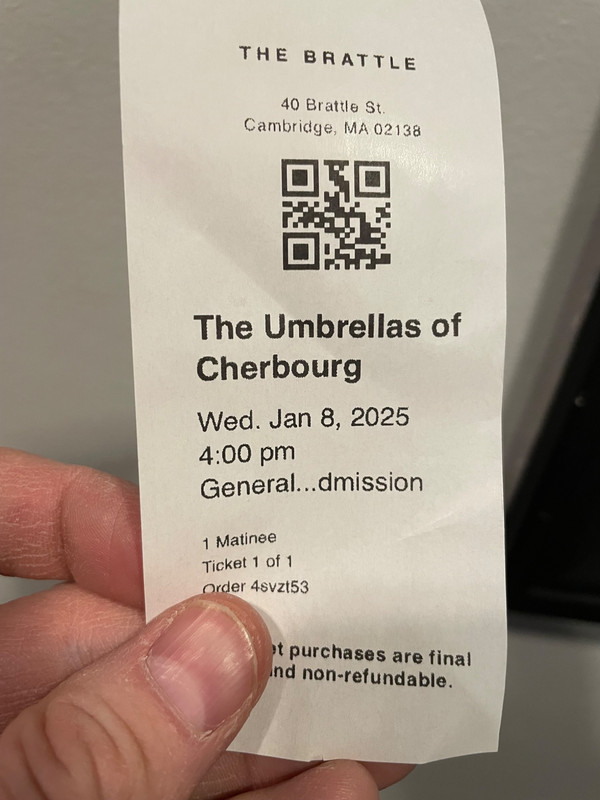 THE BRATTLE
40 Brattle St.
Cambridge, MA 02138
The Umbrellas of
Cherbourg
Wed. Jan 8, 2025
4:00 pm
General...dmission
1 Matinee
Ticket 1 of 1
Order 4svzt53
purchases are final
non-refundable.